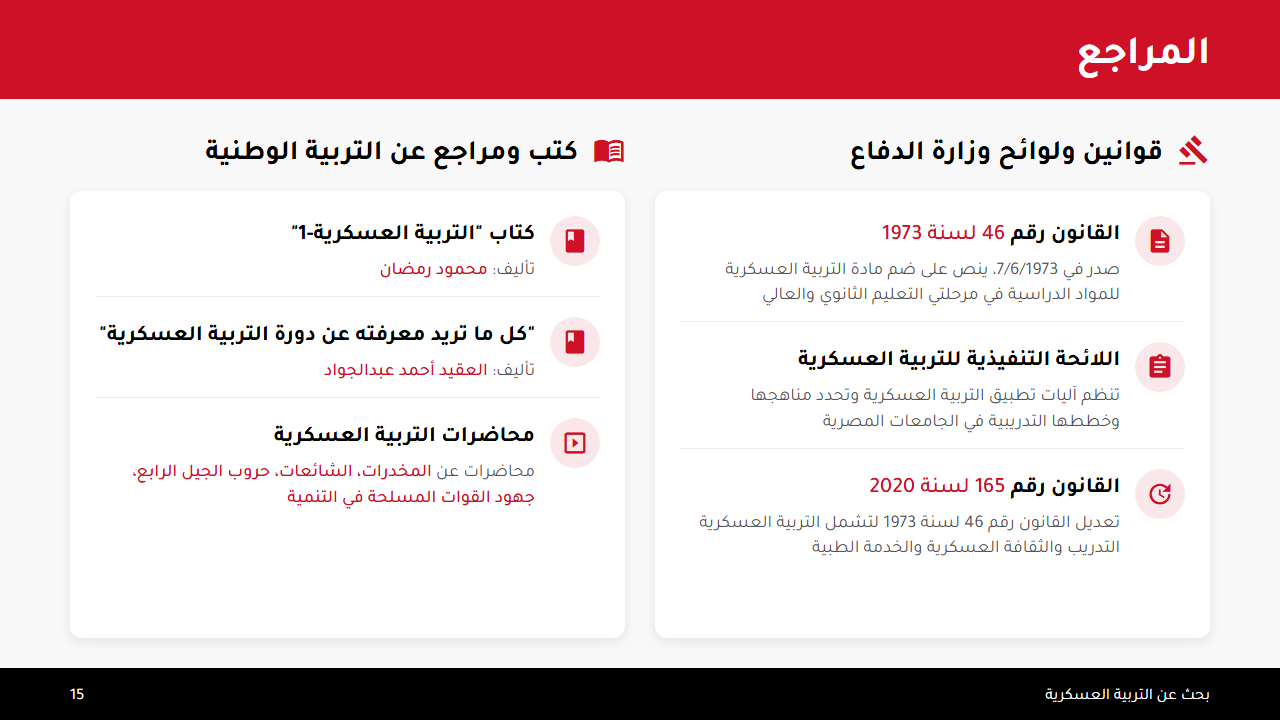 المراجع
قوانين ولوائح وزارة الدفاع
القانون رقم 46 لسنة 1973
صدر في 7/6/1973، ينص على ضم مادة التربية العسكرية
للمواد الدراسية في مرحلتي التعليم الثانوي والعالي
اللائحة التنفيذية للتربية العسكرية
تنظم آليات تطبيق التربية العسكرية وتحدد مناهجها
وخططها التدريبية في الجامعات المصرية
القانون رقم 165 لسنة 2020
تعديل القانون رقم 46 لسنة 1973 لتشمل التربية العسكرية
التدريب والثقافة العسكرية والخدمة الطبية
كتب ومراجع عن التربية الوطنية
كتاب "التربية العسكرية-1"
تأليف: محمود رمضان
"كل ما تريد معرفته عن دورة التربية العسكرية"
تأليف: العقيد أحمد عبدالجواد
محاضرات التربية العسكرية
محاضرات عن المخدرات، الشائعات، حروب الجيل الرابع،
جهود القوات المسلحة في التنمية
بحث عن التربية العسكرية
15